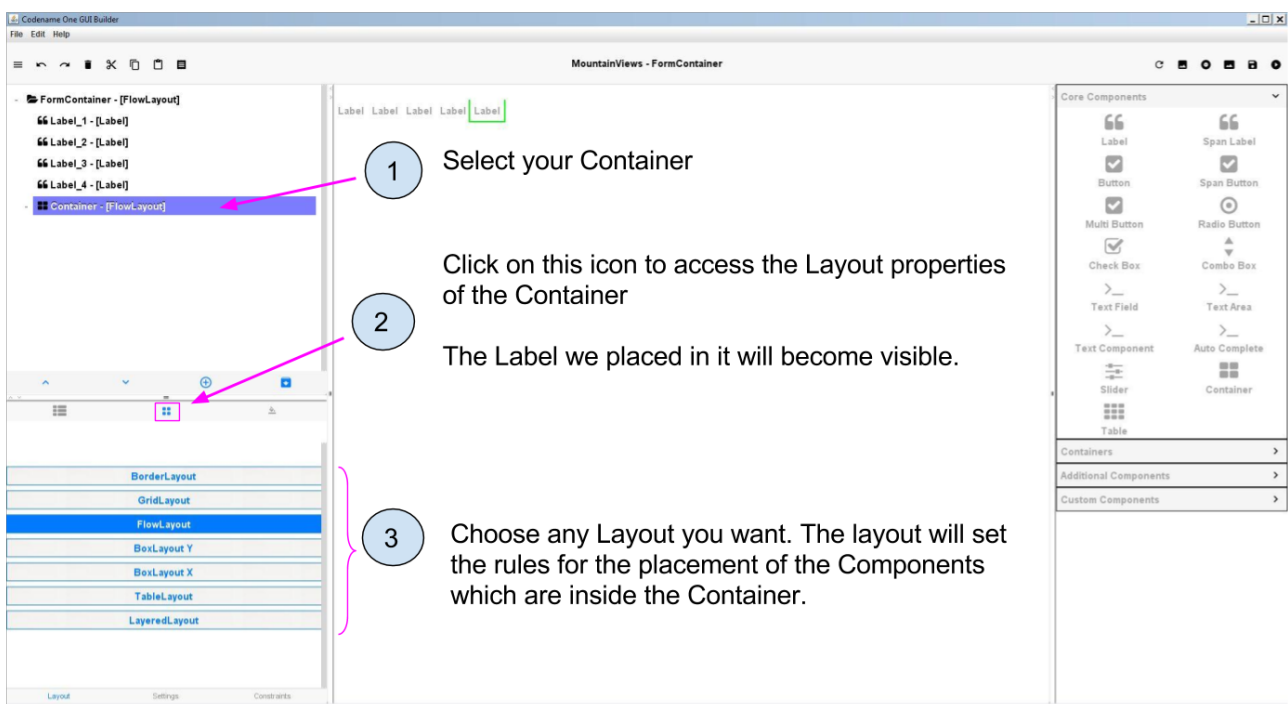 Codename One GUI Builder
File Edit Help
MountainViews - FormContainer
FormContainer - [FlowLayout]
Label_1 - [Label]
Label_2 - [Label]
Label_3 - [Label]
Label_4 - [Label]
Container - [FlowLayout]
Label Label Label Label Label
1
Select your Container
2
Click on this icon to access the Layout properties
of the Container
The Label we placed in it will become visible.
BorderLayout
GridLayout
FlowLayout
BoxLayout Y
BoxLayout X
TableLayout
LayeredLayout
3
Choose any Layout you want. The layout will set
the rules for the placement of the Components
which are inside the Container.
Layout Settings Constraints
Core Components
Label Span Label
Button Span Button
Multi Button Radio Button
Check Box Combo Box
Text Field Text Area
Text Component Auto Complete
Slider Container
Table
Containers
Additional Components
Custom Components